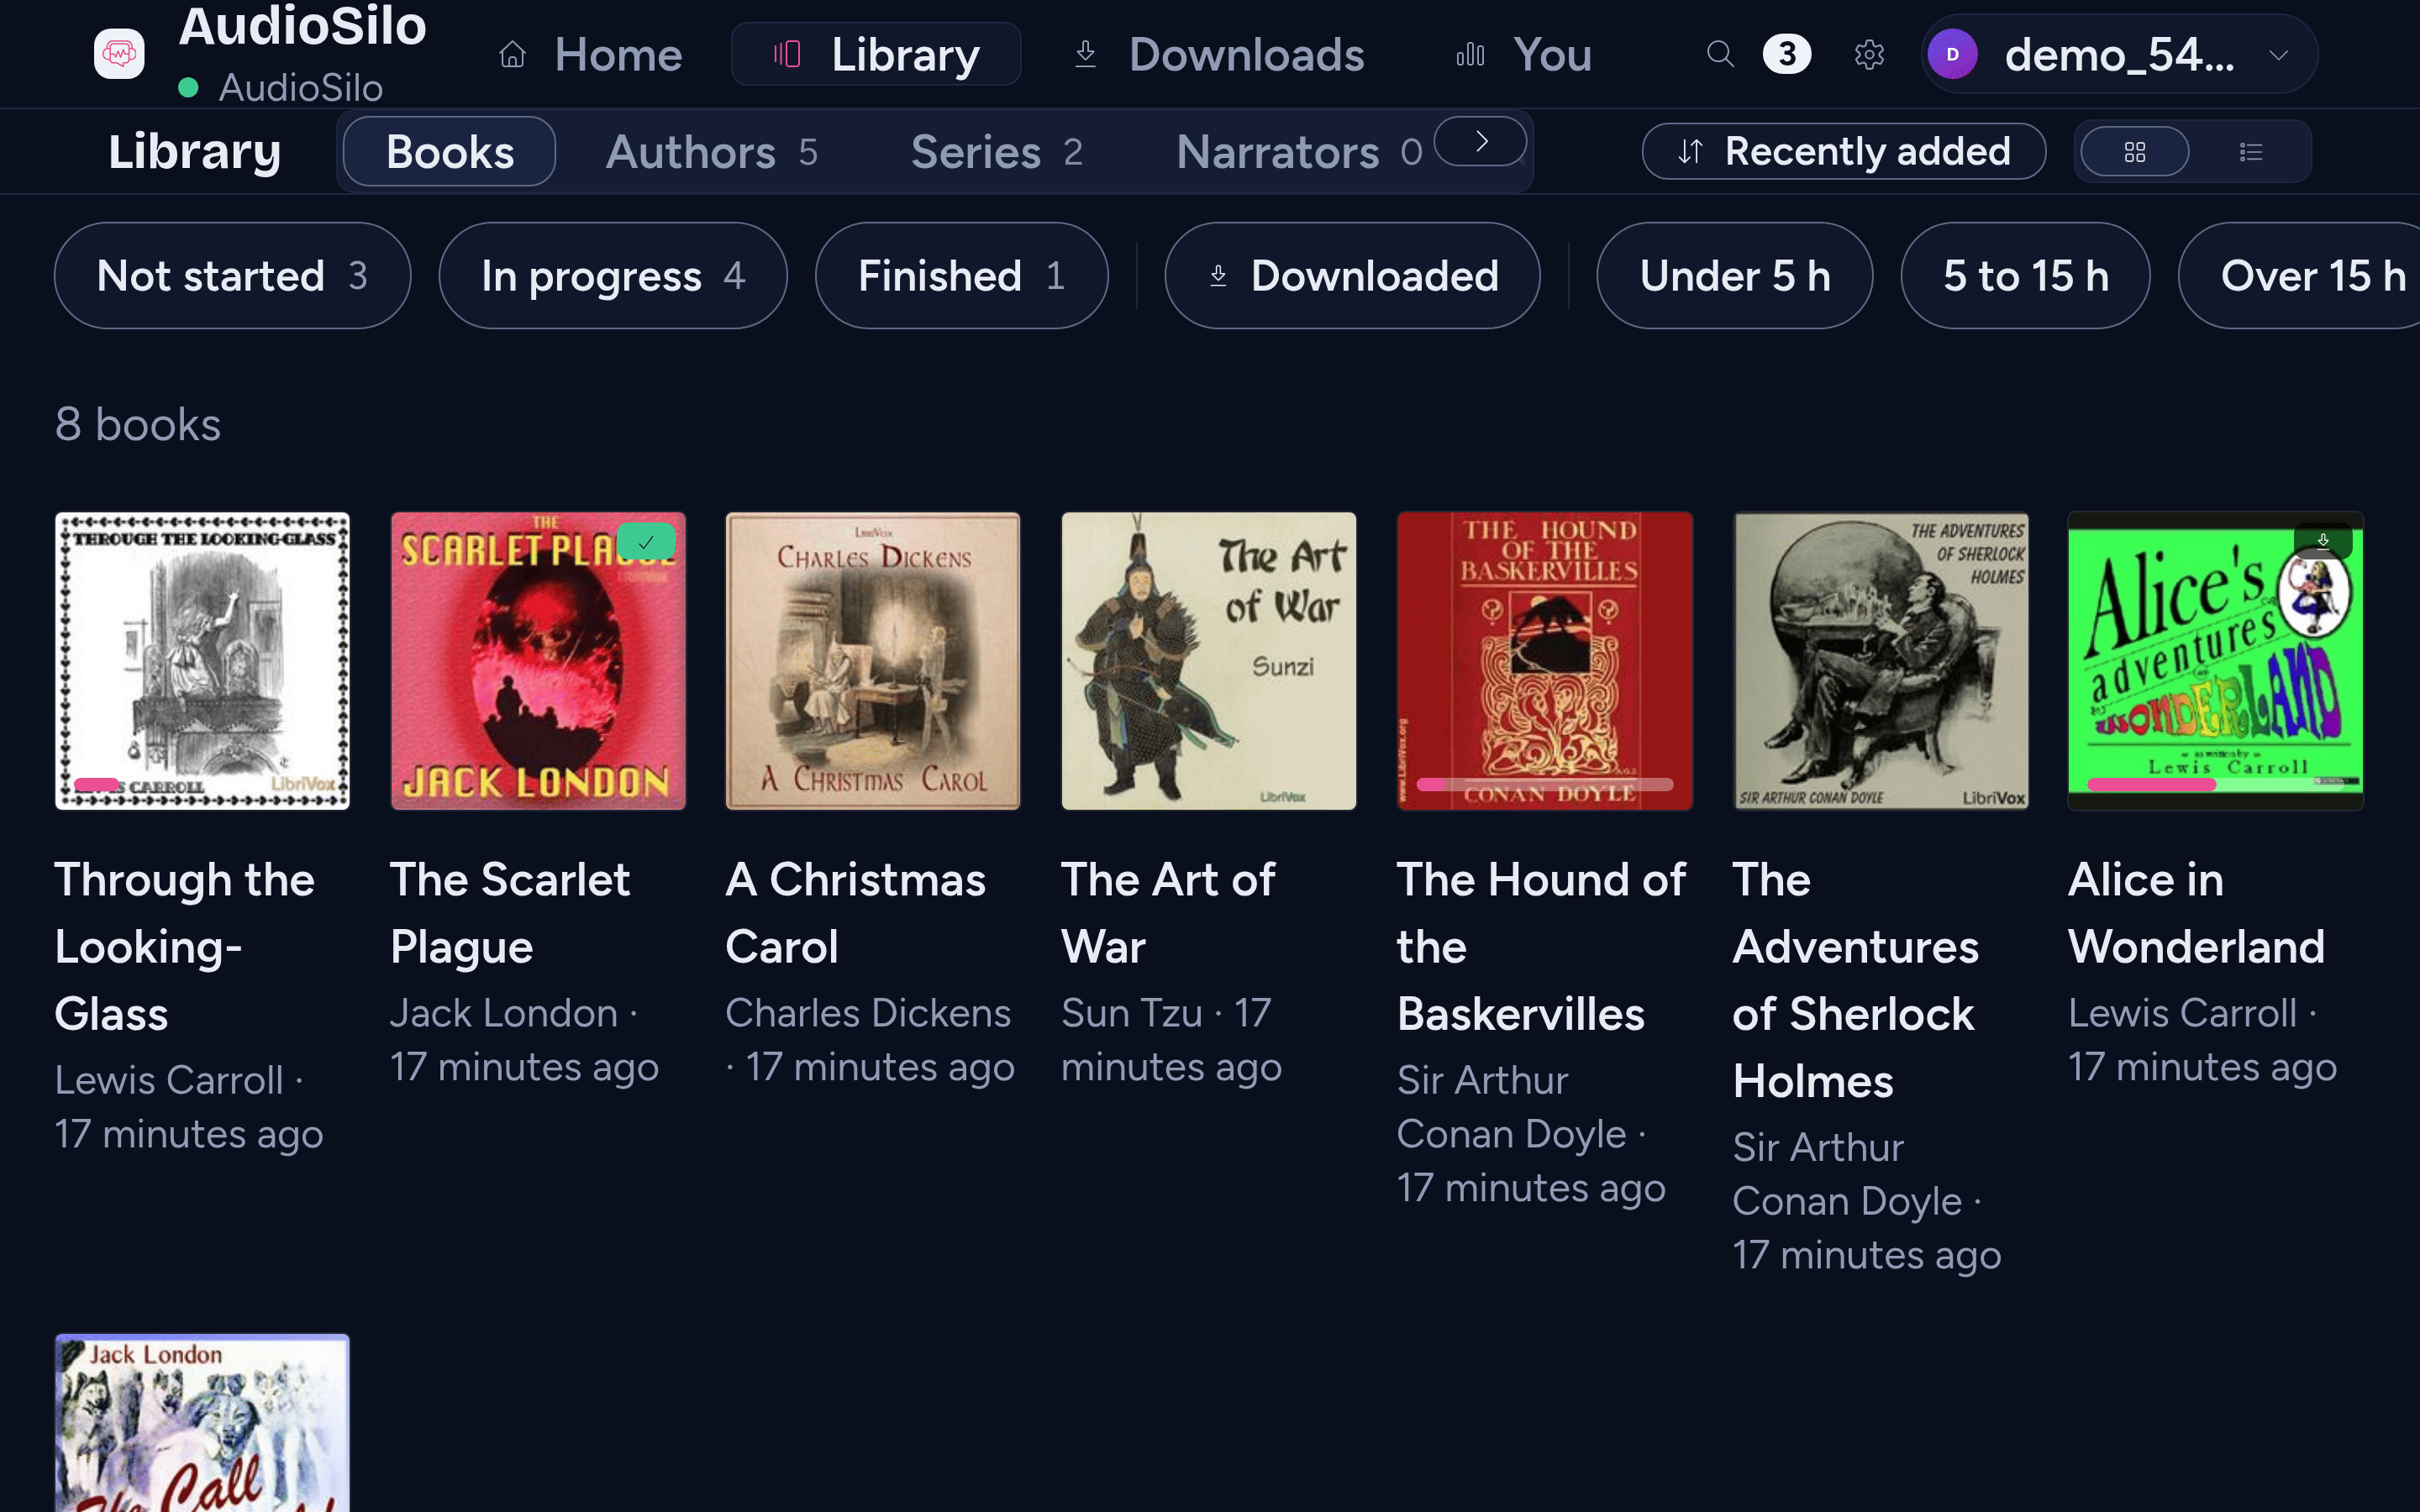 AudioSilo
AudioSilo
Home
Library
Downloads
You
3
D
demo_54...
Library
Books
Authors 5
Series 2
Narrators 0
Recently added
Not started 3
In progress 4
Finished 1
Downloaded
Under 5 h
5 to 15 h
Over 15 h
8 books
THROUGH THE LOOKING-GLASS
S CARROLL
LibriVox
THE
SCARLET PLAGUE
JACK LONDON
LibriVox
CHARLES DICKENS
A CHRISTMAS CAROL
The Art
of War
Sunzi
LibriVox
THE HOUND
OF THE
BASKERVILLES
www.LibriVox.org
CONAN DOYLE
THE ADVENTURES
OF SHERLOCK
HOLMES
SIR ARTHUR CONAN DOYLE
LibriVox
Alice's
adventures
in
WONDERLAND
as written by
Lewis Carroll
Through the
Looking-
Glass
Lewis Carroll ·
17 minutes ago
The Scarlet
Plague
Jack London ·
17 minutes ago
A Christmas
Carol
Charles Dickens
· 17 minutes ago
The Art of
War
Sun Tzu · 17
minutes ago
The Hound of
the
Baskervilles
Sir Arthur
Conan Doyle ·
17 minutes ago
The
Adventures
of Sherlock
Holmes
Sir Arthur
Conan Doyle ·
17 minutes ago
Alice in
Wonderland
Lewis Carroll ·
17 minutes ago
Jack London
The Call